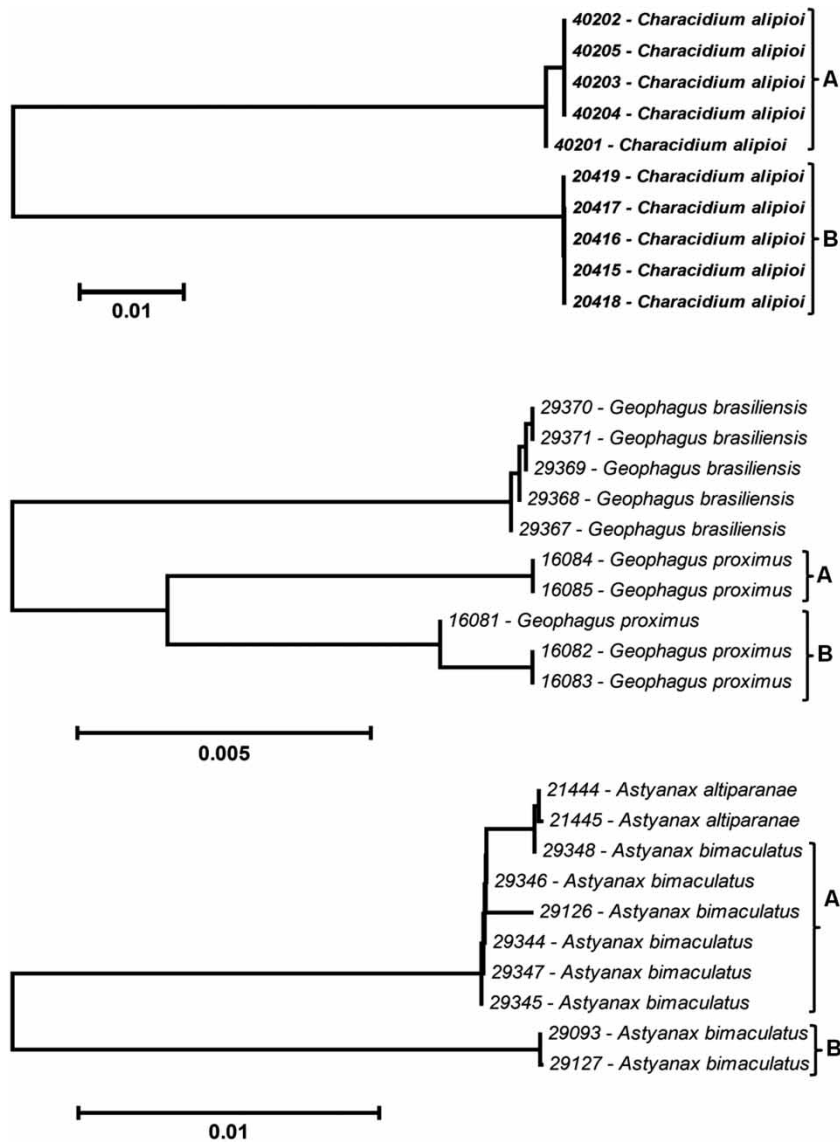 40202 - Characidium alipioi
40205 - Characidium alipioi
40203 - Characidium alipioi
A
40204 - Characidium alipioi
40201 - Characidium alipioi
20419 - Characidium alipioi
20417 - Characidium alipioi
20416 - Characidium alipioi
B
20415 - Characidium alipioi
20418 - Characidium alipioi
0.01
29370 - Geophagus brasiliensis
29371 - Geophagus brasiliensis
29369 - Geophagus brasiliensis
29368 - Geophagus brasiliensis
29367 - Geophagus brasiliensis
16084 - Geophagus proximus
A
16085 - Geophagus proximus
16081 - Geophagus proximus
16082 - Geophagus proximus
B
16083 - Geophagus proximus
0.005
21444 - Astyanax altiparanae
21445 - Astyanax altiparanae
29348 - Astyanax bimaculatus
29346 - Astyanax bimaculatus
A
29126 - Astyanax bimaculatus
29344 - Astyanax bimaculatus
29347 - Astyanax bimaculatus
29345 - Astyanax bimaculatus
29093 - Astyanax bimaculatus
B
29127 - Astyanax bimaculatus
0.01